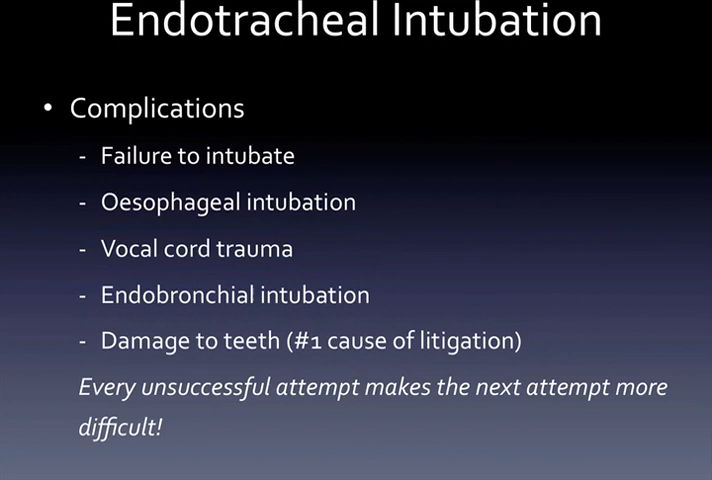 Endotracheal Intubation
• Complications
- Failure to intubate
- Oesophageal intubation
- Vocal cord trauma
- Endobronchial intubation
- Damage to teeth (#1 cause of litigation)
Every unsuccessful attempt makes the next attempt more
difficult!